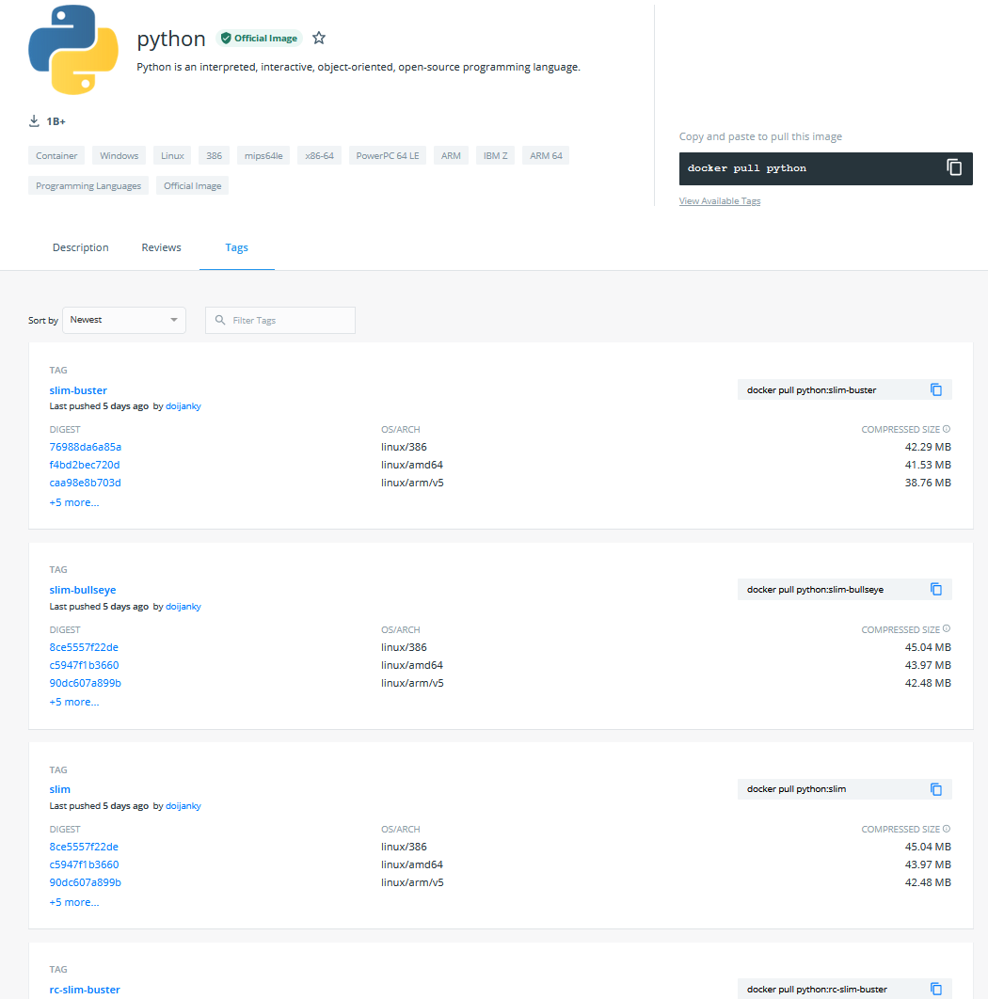 python Official Image
Python is an interpreted, interactive, object-oriented, open-source programming language.
1B+
Container Windows Linux 386 mips64le x86-64 PowerPC 64 LE ARM IBM Z ARM 64
Programming Languages Official Image
Copy and paste to pull this image
docker pull python
View Available Tags
Description Reviews Tags
Sort by Newest Filter Tags
TAG
slim-buster docker pull python:slim-buster
Last pushed 5 days ago by doijanky
DIGEST OS/ARCH COMPRESSED SIZE
76988da6a85a linux/386 42.29 MB
f4bd2bec720d linux/amd64 41.53 MB
caa98e8b703d linux/arm/v5 38.76 MB
+5 more...
TAG
slim-bullseye docker pull python:slim-bullseye
Last pushed 5 days ago by doijanky
DIGEST OS/ARCH COMPRESSED SIZE
8ce5557f22de linux/386 45.04 MB
c5947f1b3660 linux/amd64 43.97 MB
90dc607a899b linux/arm/v5 42.48 MB
+5 more...
TAG
slim docker pull python:slim
Last pushed 5 days ago by doijanky
DIGEST OS/ARCH COMPRESSED SIZE
8ce5557f22de linux/386 45.04 MB
c5947f1b3660 linux/amd64 43.97 MB
90dc607a899b linux/arm/v5 42.48 MB
+5 more...
TAG
rc-slim-buster docker pull python:rc-slim-buster